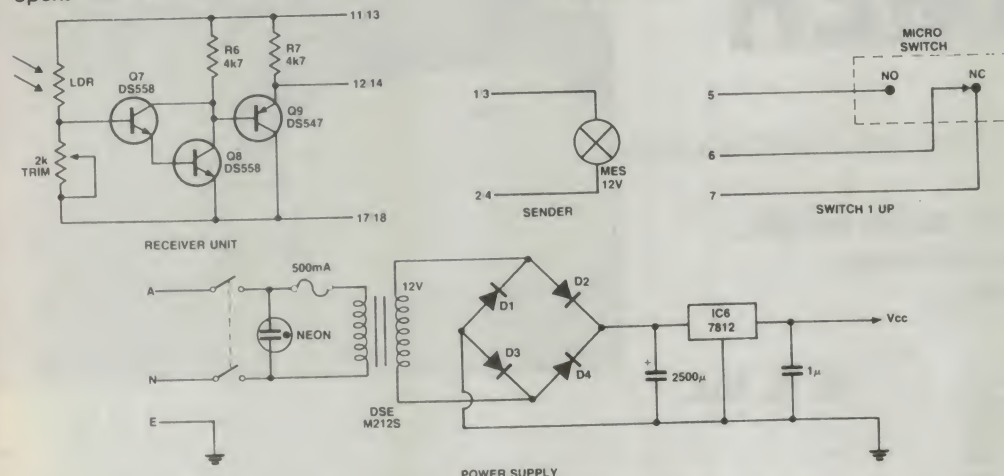 11/13
R6
4k7
R7
4k7
LDR
Q7
DS558
12/14
Q9
DS547
Q8
DS558
2k
TRIM
17/18
RECEIVER UNIT
1/3
MES
12V
2/4
SENDER
MICRO
SWITCH
NO
NC
5
6
7
SWITCH 1 UP
500mA
A
NEON
N
E
12V
DSE
M212S
D1
D2
D3
D4
+
2500µ
IC6
7812
1µ
Vcc
POWER SUPPLY